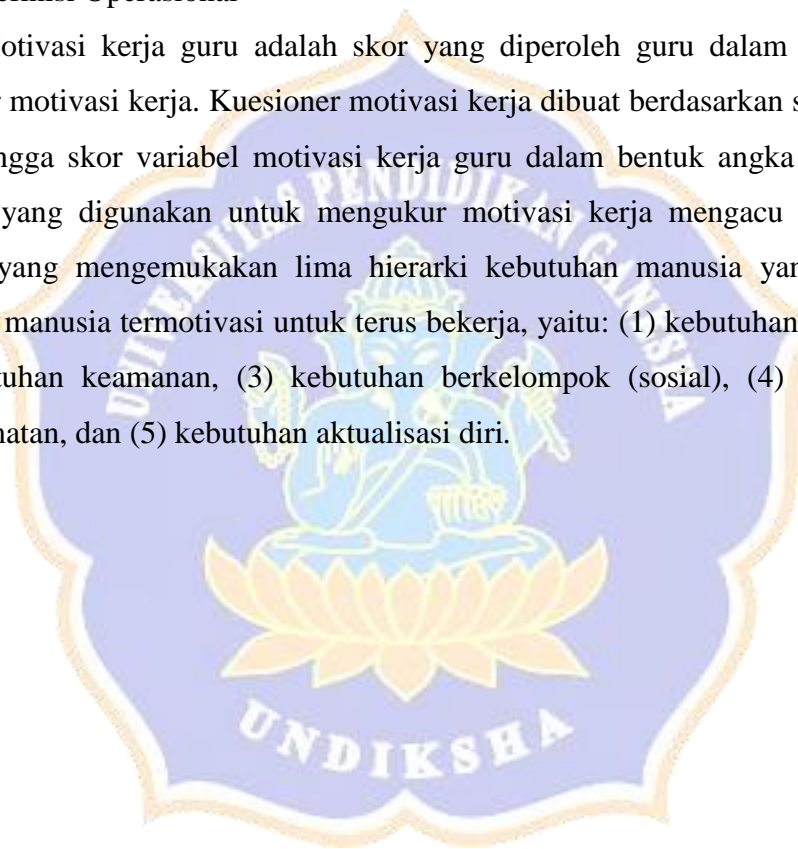 Operasional
otivasi kerja guru adalah skor yang diperoleh guru dalam
motivasi kerja. Kuesioner motivasi kerja dibuat berdasarkan s
ngga skor variabel motivasi kerja guru dalam bentuk angka
yang digunakan untuk mengukur motivasi kerja mengacu
yang mengemukakan lima hierarki kebutuhan manusia yan
manusia termotivasi untuk terus bekerja, yaitu: (1) kebutuhan
tuhan keamanan, (3) kebutuhan berkelompok (sosial), (4)
natan, dan (5) kebutuhan aktualisasi diri.
UNIVERSITAS PENDIDIKAN GANESHA
UNDIKSHA